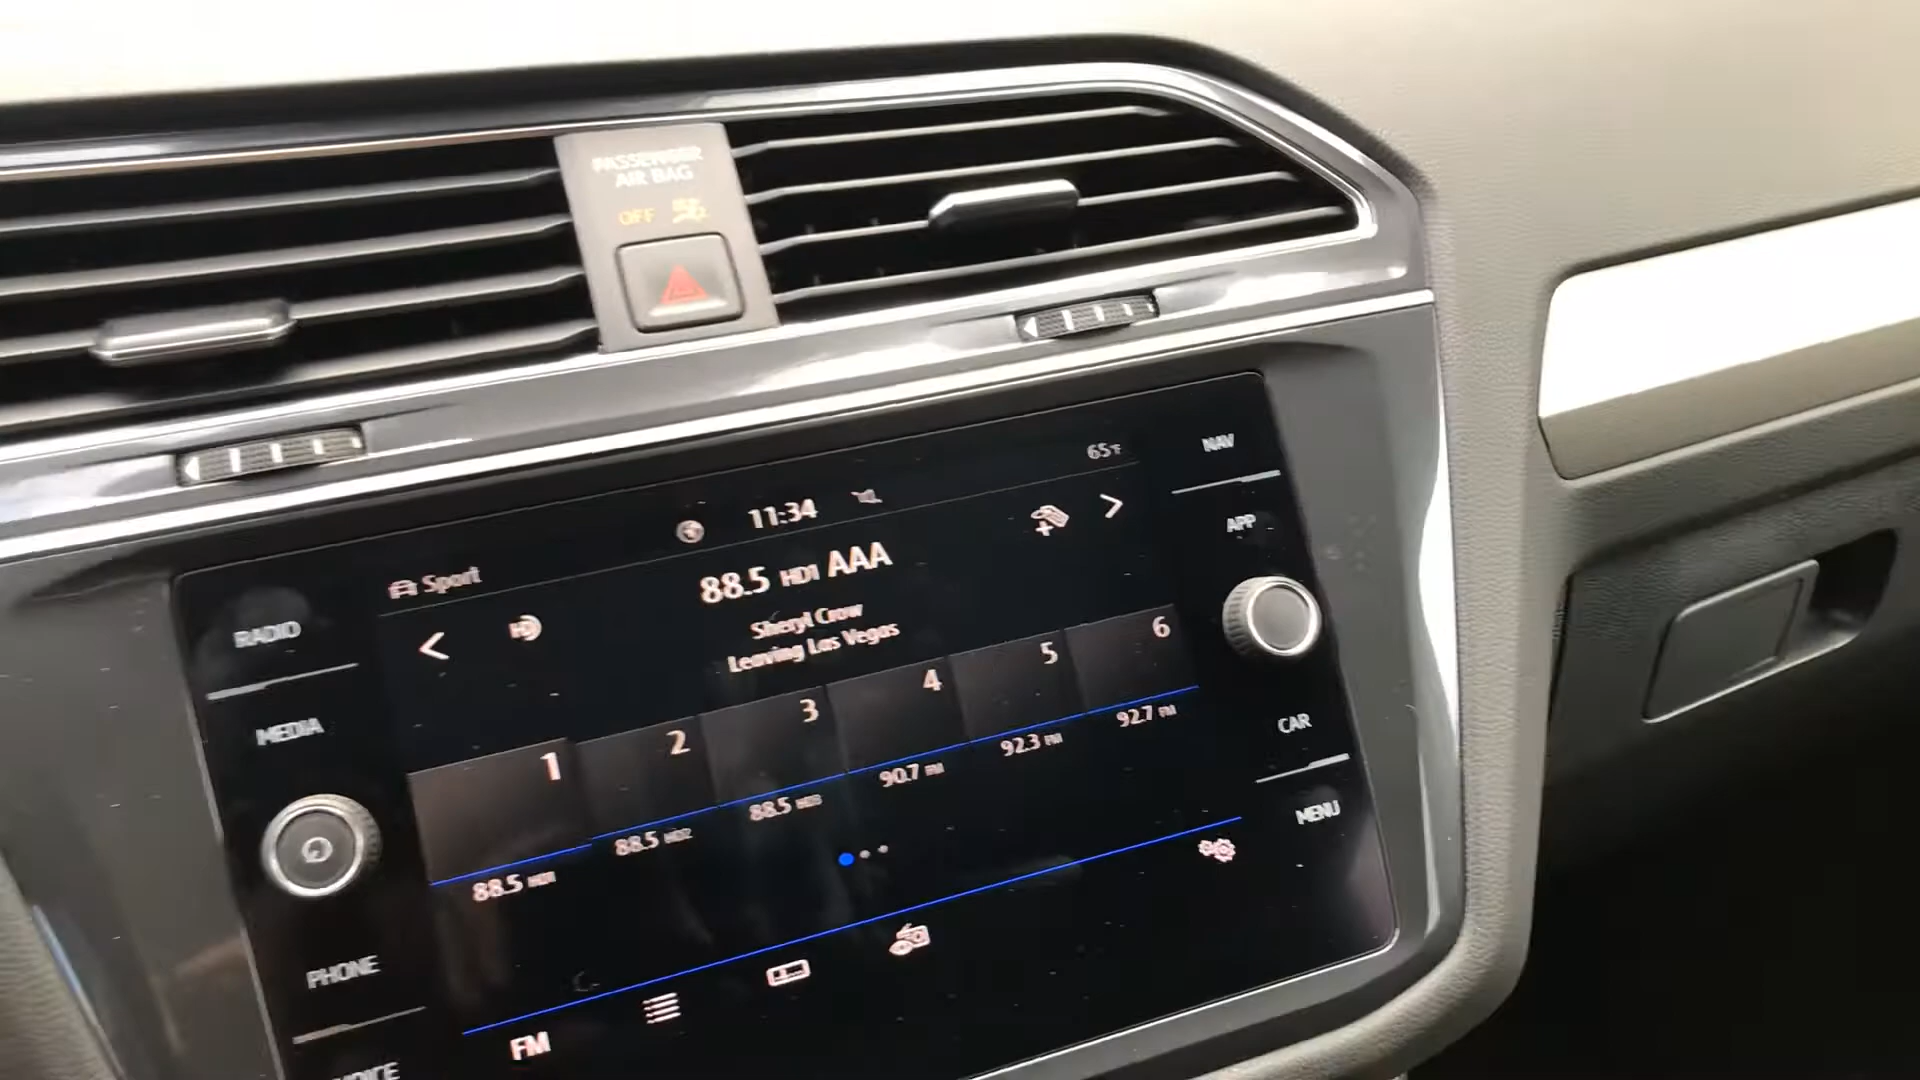 PASSENGER
AIR BAG
OFF
65°F
NAV
11:34
APP
Sport
88.5 HD1 AAA
RADIO
HD
Sheryl Crow
Leaving Las Vegas
1 2 3 4 5 6
88.5 HD1
88.5 HD2
88.5 HD3
90.7 FM
92.3 FM
92.7 FM
MEDIA
CAR
MENU
PHONE
FM
VOICE